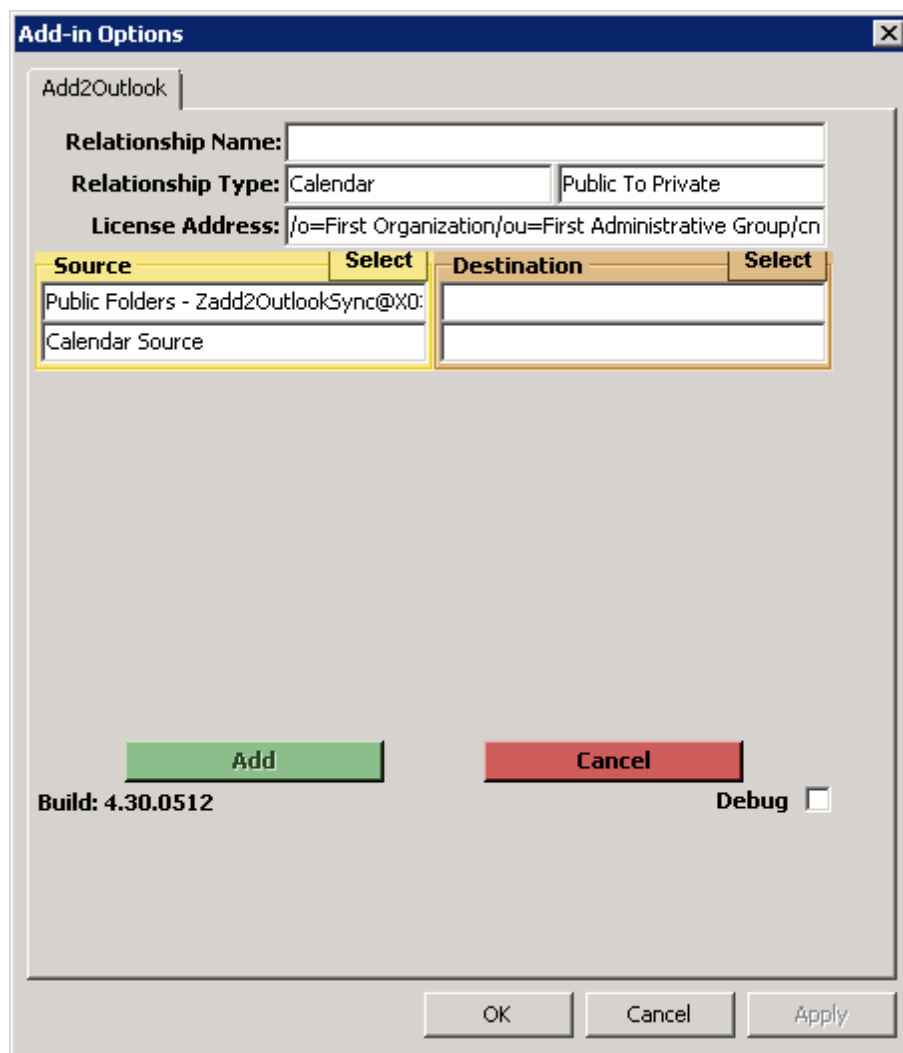 Add-in Options
Add2Outlook
Relationship Name:
Relationship Type: Calendar Public To Private
License Address: /o=First Organization/ou=First Administrative Group/cn
Source Select Destination Select
Public Folders - Zadd2OutlookSync@X0
Calendar Source
Add Cancel
Build: 4.30.0512 Debug
OK Cancel Apply